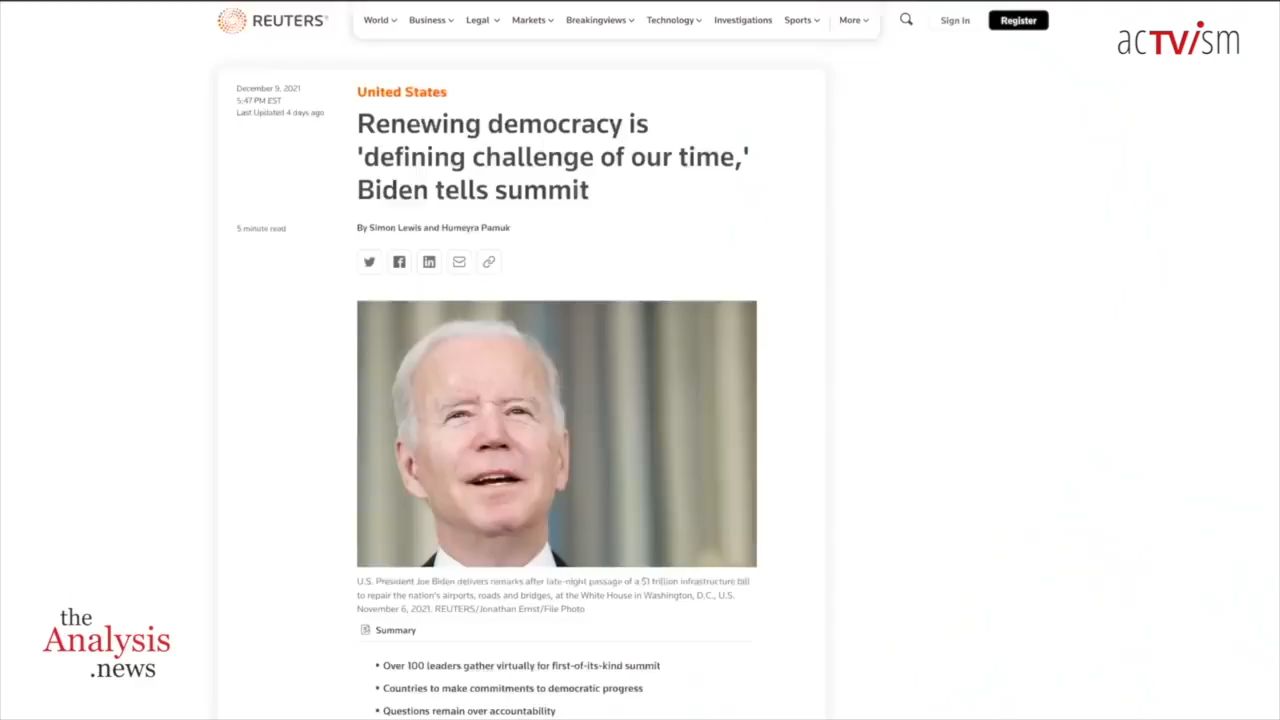 REUTERS
World Business Legal Markets Breakingviews Technology Investigations Sports More Sign In Register
acTVism
December 9, 2021
5:47 PM EST
Last Updated 4 days ago
United States
Renewing democracy is
'defining challenge of our time,'
Biden tells summit
5 minute read
By Simon Lewis and Humeyra Pamuk
U.S. President Joe Biden delivers remarks after late-night passage of a $1 trillion infrastructure bill
to repair the nation's airports, roads and bridges, at the White House in Washington, D.C., U.S.
November 6, 2021. REUTERS/Jonathan Ernst/File Photo
Summary
• Over 100 leaders gather virtually for first-of-its-kind summit
• Countries to make commitments to democratic progress
• Questions remain over accountability
the
Analysis
.news